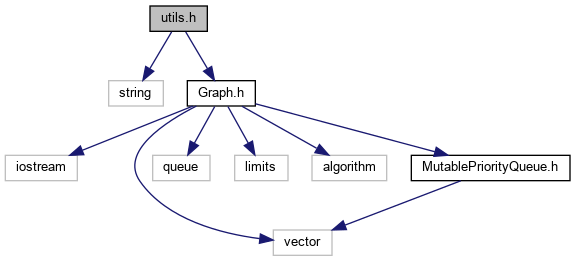 utils.h
string
Graph.h
iostream
queue
limits
algorithm
MutablePriorityQueue.h
vector